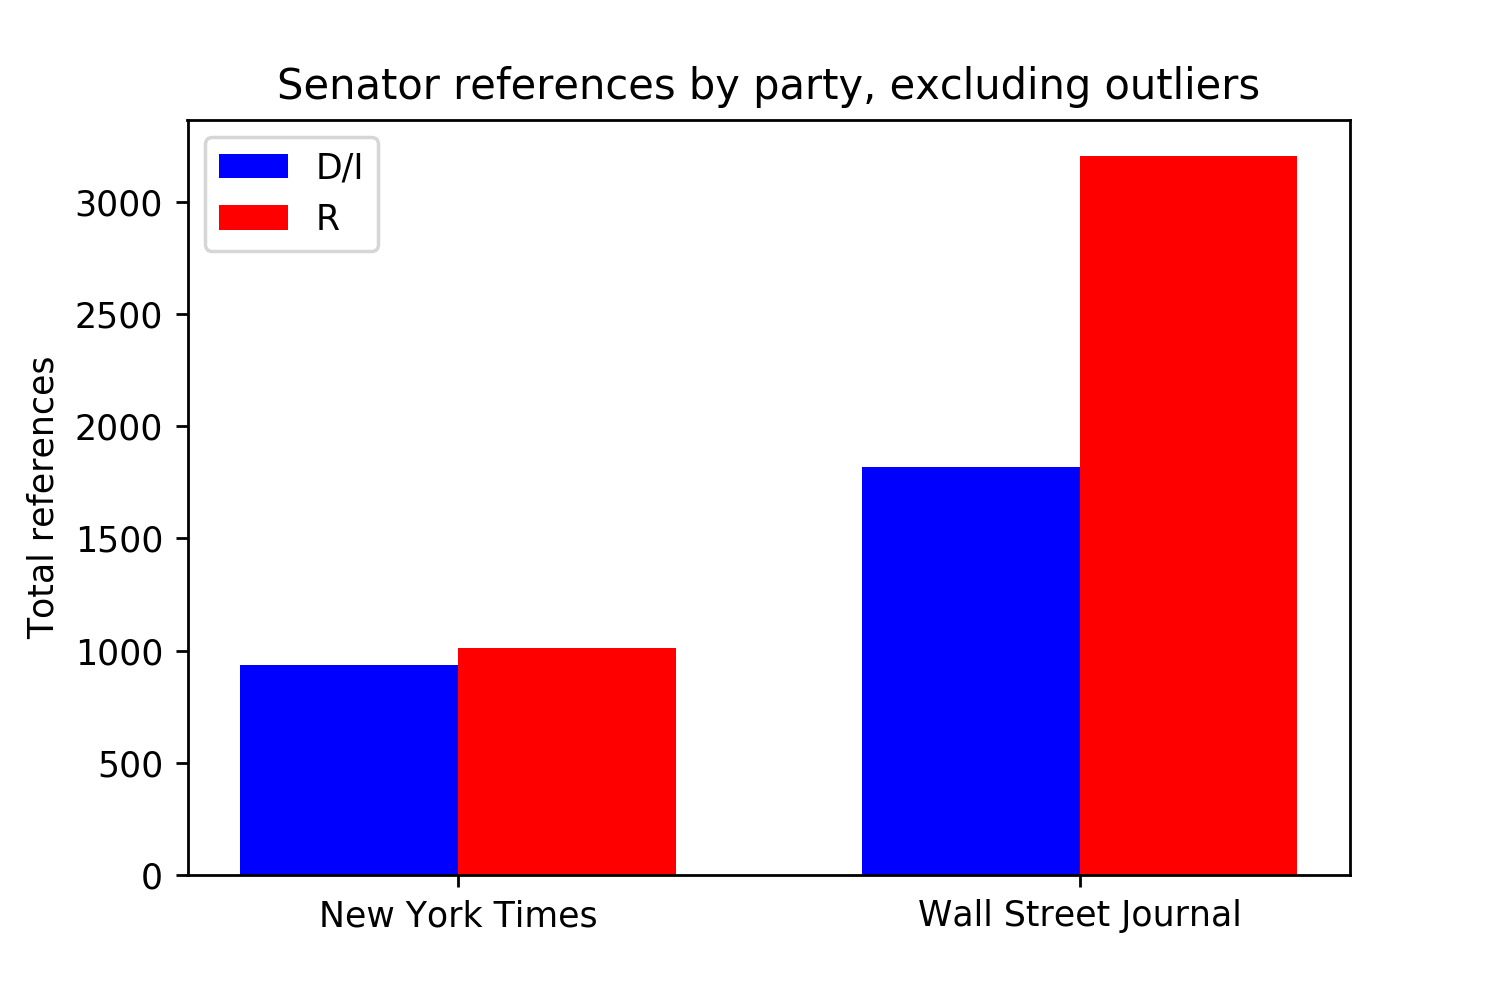 Senator references by party, excluding outliers
D/I
R
3000
2500
2000
1500
1000
500
0
Total references
New York Times
Wall Street Journal